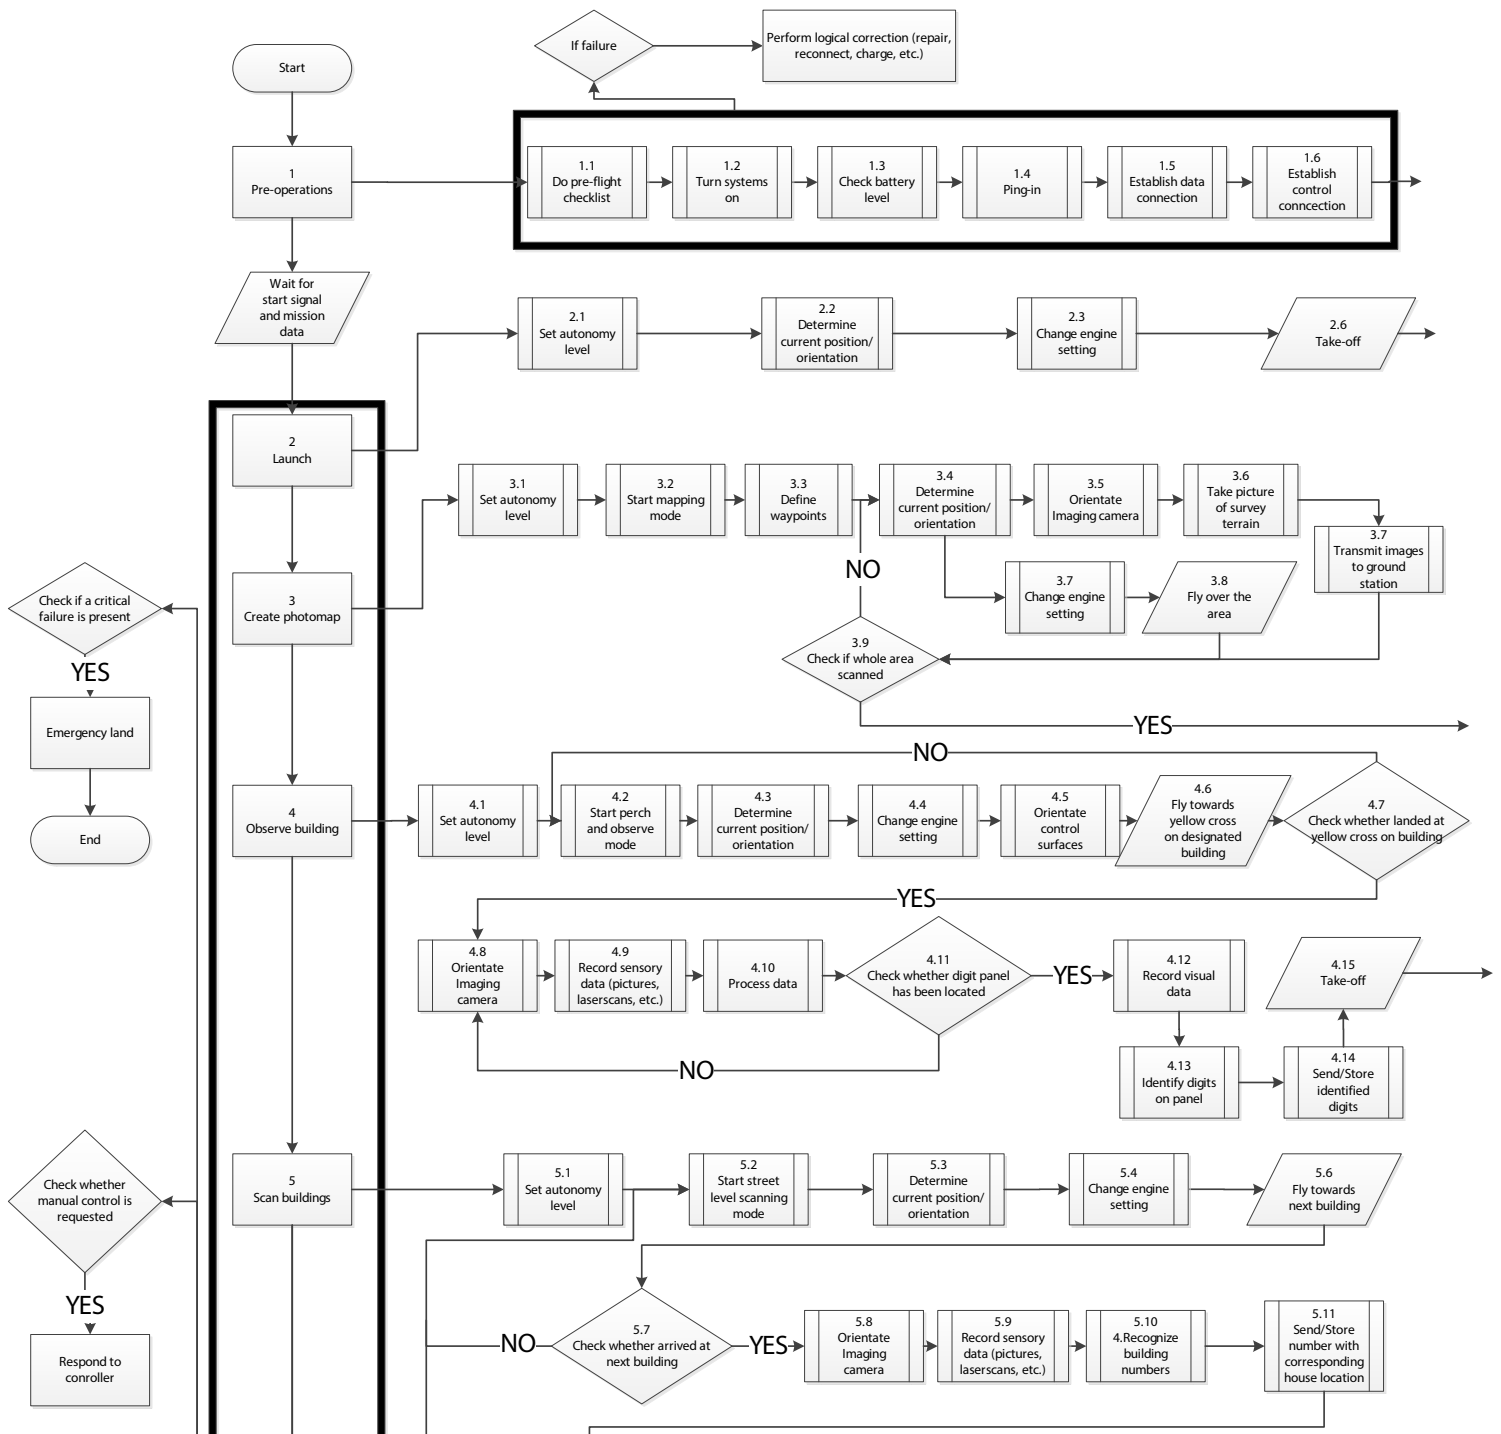 If failure
Perform logical correction (repair,
reconnect, charge, etc.)
Start
1
Pre-operations
1.1
Do pre-flight
checklist
1.2
Turn systems
on
1.3
Check battery
level
1.4
Ping-in
1.5
Establish data
connection
1.6
Establish
control
conncection
Wait for
start signal
and mission
data
2.1
Set autonomy
level
2.2
Determine
current position/
orientation
2.3
Change engine
setting
2.6
Take-off
2
Launch
3.1
Set autonomy
level
3.2
Start mapping
mode
3.3
Define
waypoints
3.4
Determine
current position/
orientation
3.5
Orientate
Imaging camera
3.6
Take picture
of survey
terrain
3.7
Transmit images
to ground
station
NO
3.7
Change engine
setting
3.8
Fly over the
area
3.9
Check if whole area
scanned
YES
Check if a critical
failure is present
YES
Emergency land
End
3
Create photomap
NO
4
Observe building
4.1
Set autonomy
level
4.2
Start perch
and observe
mode
4.3
Determine
current position/
orientation
4.4
Change engine
setting
4.5
Orientate
control
surfaces
4.6
Fly towards
yellow cross
on designated
building
4.7
Check whether landed at
yellow cross on building
YES
4.8
Orientate
Imaging
camera
4.9
Record sensory
data (pictures,
laserscans, etc.)
4.10
Process data
4.11
Check whether digit panel
has been located
YES
4.12
Record visual
data
4.15
Take-off
NO
4.13
Identify digits
on panel
4.14
Send/Store
identified
digits
Check whether
manual control is
requested
YES
Respond to
conroller
5
Scan buildings
5.1
Set autonomy
level
5.2
Start street
level scanning
mode
5.3
Determine
current position/
orientation
5.4
Change engine
setting
5.6
Fly towards
next building
NO
5.7
Check whether arrived at
next building
YES
5.8
Orientate
Imaging
camera
5.9
Record sensory
data (pictures,
laserscans, etc.)
5.10
4.Recognize
building
numbers
5.11
Send/Store
number with
corresponding
house location